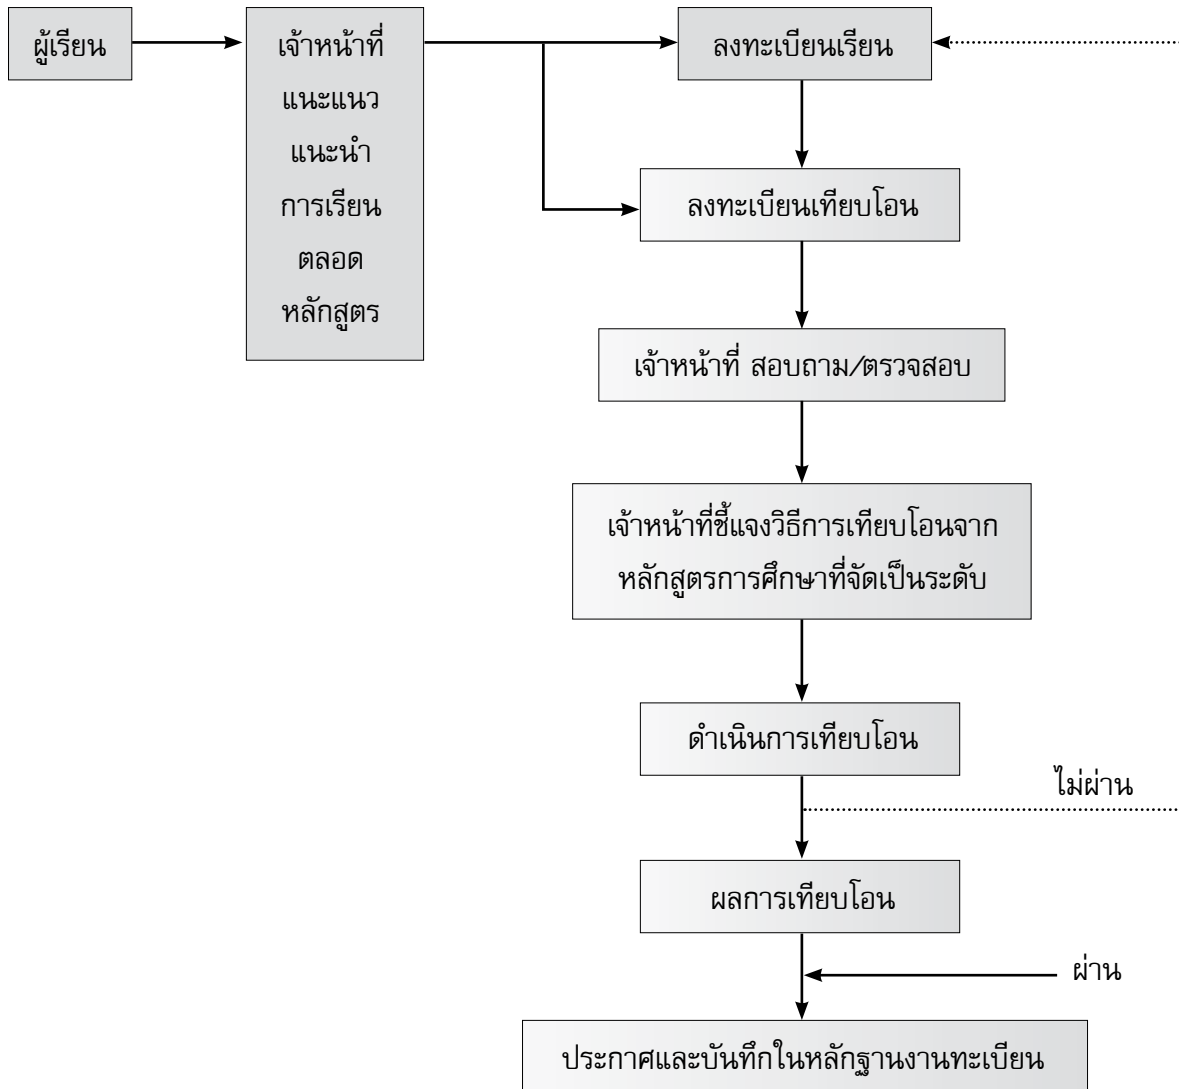 ผู้เรียน
เจ้าหน้าที่
แนะแนว
แนะนำ
การเรียน
ตลอด
หลักสูตร
ลงทะเบียนเรียน
ลงทะเบียนเทียบโอน
เจ้าหน้าที่ สอบถาม/ตรวจสอบ
เจ้าหน้าที่ชี้แจงวิธีการเทียบโอนจาก
หลักสูตรการศึกษาที่จัดเป็นระดับ
ดำเนินการเทียบโอน
ไม่ผ่าน
ผลการเทียบโอน
ผ่าน
ประกาศและบันทึกในหลักฐานงานทะเบียน